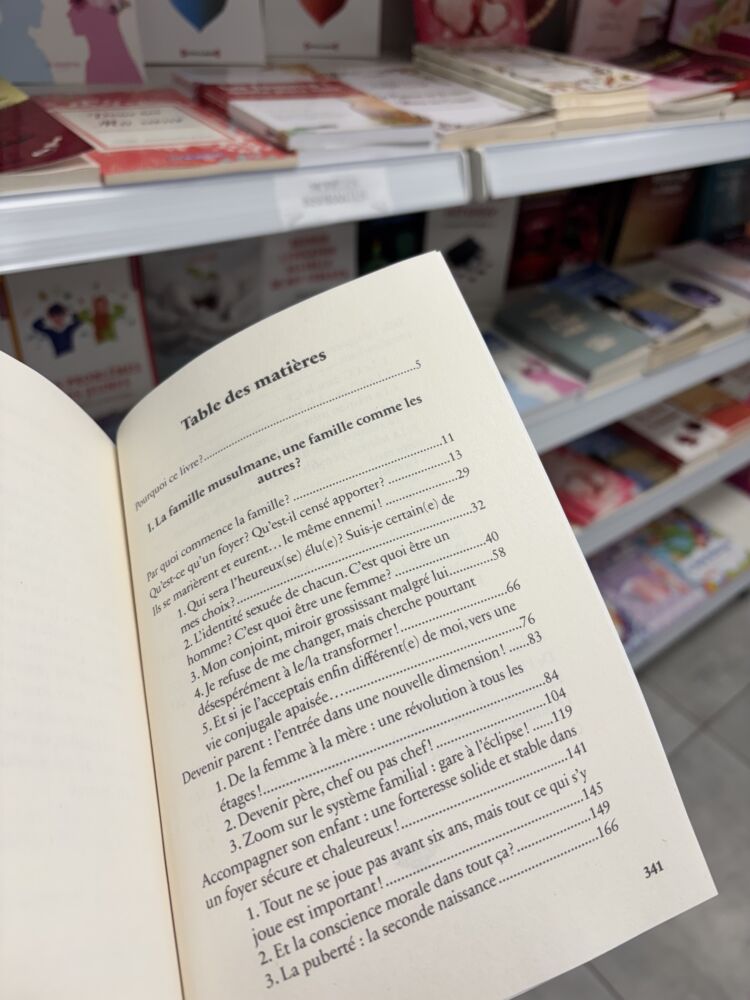 Table des matières
Pourquoi ce livre?..........5
1. La famille musulmane, une famille comme les
autres?
Par quoi commence la famille? ..........11
Qu'est-ce qu'un foyer? Qu'est-il censé apporter? ..........13
Ils se marièrent et eurent… le même ennemi! ..........29
1. Qui sera l'heureux(se) élu(e)? Suis-je certain(e) de
mes choix?..........32
2. L'identité sexuée de chacun. C'est quoi être un
homme? C'est quoi être une femme? ..........40
3. Mon conjoint, miroir grossissant malgré lui..........58
4. Je refuse de me changer, mais cherche pourtant
désespérément à le/la transformer!..........66
5. Et si je l'acceptais enfin différent(e) de moi, vers une
vie conjugale apaisée..........76
Devenir parent : l'entrée dans une nouvelle dimension! .....83
1. De la femme à la mère : une révolution à tous les
étages!..........84
2. Devenir père, chef ou pas chef!..........104
3. Zoom sur le système familial : gare à l'éclipse!.....119
Accompagner son enfant : une forteresse solide et stable dans
un foyer sécure et chaleureux!..........141
1. Tout ne se joue pas avant six ans, mais tout ce qui s'y
joue est important!..........145
2. Et la conscience morale dans tout ça?..........149
3. La puberté : la seconde naissance..........166
341